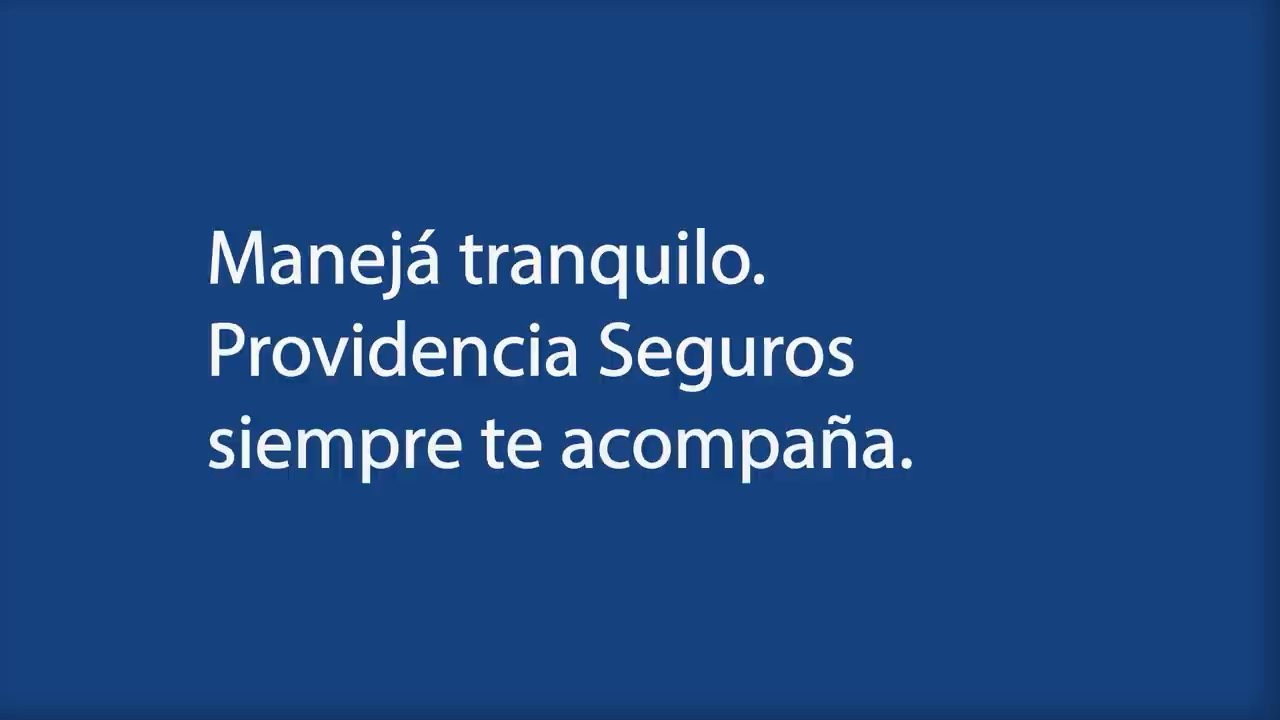 Manejá tranquilo.
Providencia Seguros
siempre te acompaña.